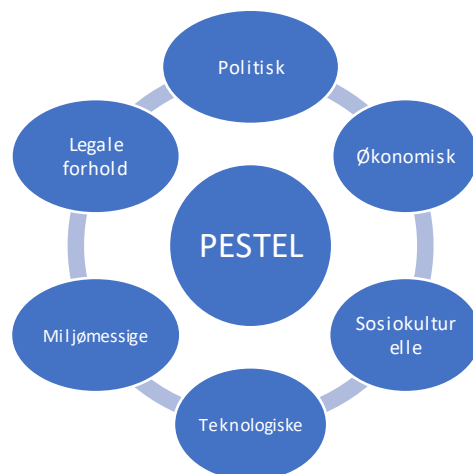 Politisk
Økonomisk
Sosiokultur
elle
Teknologiske
Miljømessige
Legale
forhold
PESTEL